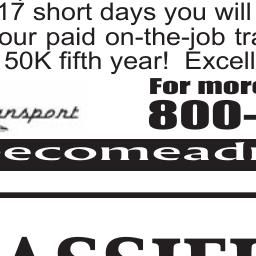 17 short days you will
our paid on-the-job tra
50K fifth year! Excell
For more
ansport
800-
ecomeadr
ASSIFI